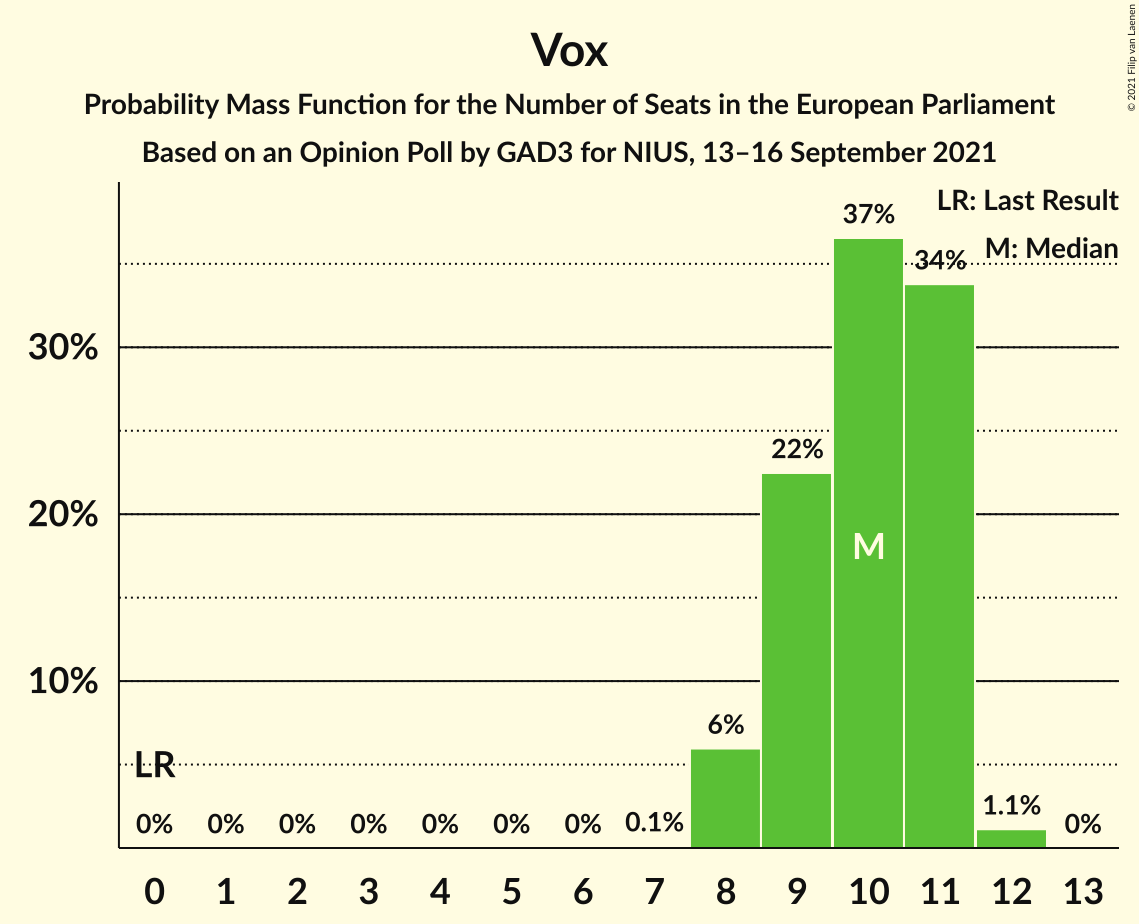 Vox
Probability Mass Function for the Number of Seats in the European Parliament
Based on an Opinion Poll by GAD3 for NIUS, 13–16 September 2021
© 2021 Filip van Laenen
LR: Last Result
M: Median
37%
34%
30%
22%
20%
M
10%
6%
LR
1.1%
0% 0% 0% 0% 0% 0% 0% 0.1% 0%
0 1 2 3 4 5 6 7 8 9 10 11 12 13